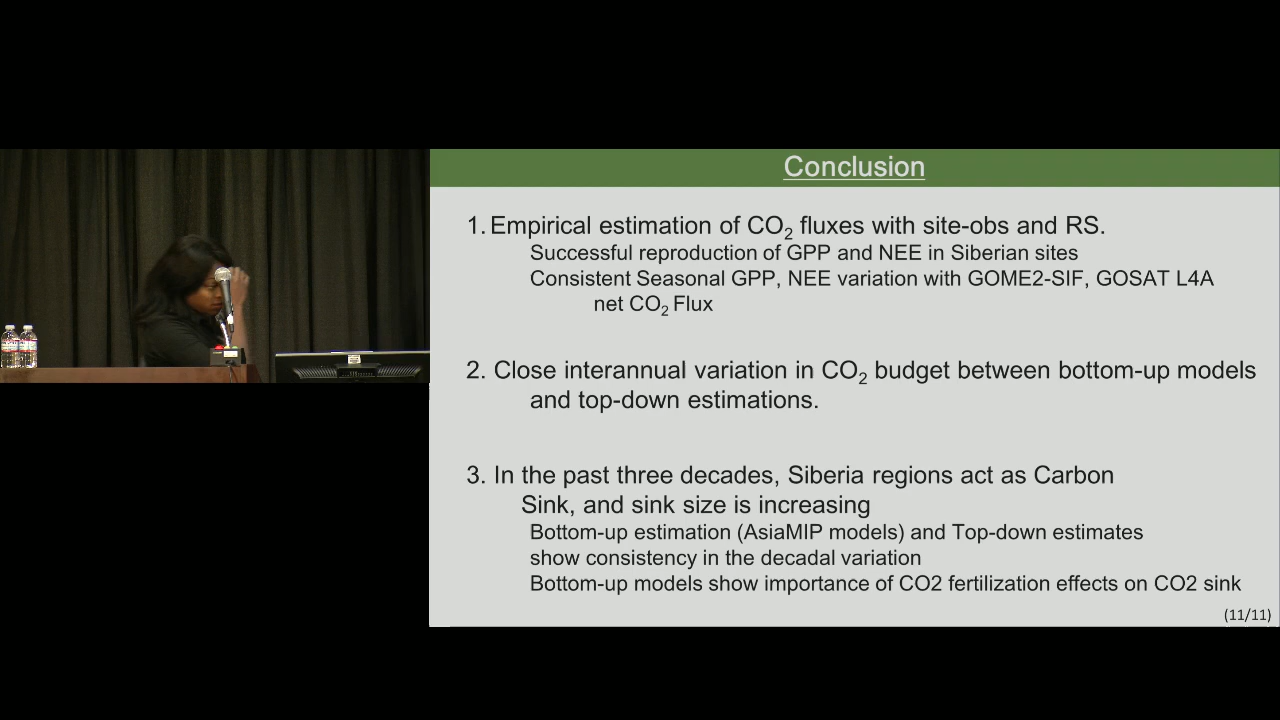 Conclusion
1. Empirical estimation of CO₂ fluxes with site-obs and RS.
Successful reproduction of GPP and NEE in Siberian sites
Consistent Seasonal GPP, NEE variation with GOME2-SIF, GOSAT L4A
net CO₂ Flux
2. Close interannual variation in CO₂ budget between bottom-up models
and top-down estimations.
3. In the past three decades, Siberia regions act as Carbon
Sink, and sink size is increasing
Bottom-up estimation (AsiaMIP models) and Top-down estimates
show consistency in the decadal variation
Bottom-up models show importance of CO2 fertilization effects on CO2 sink
(11/11)